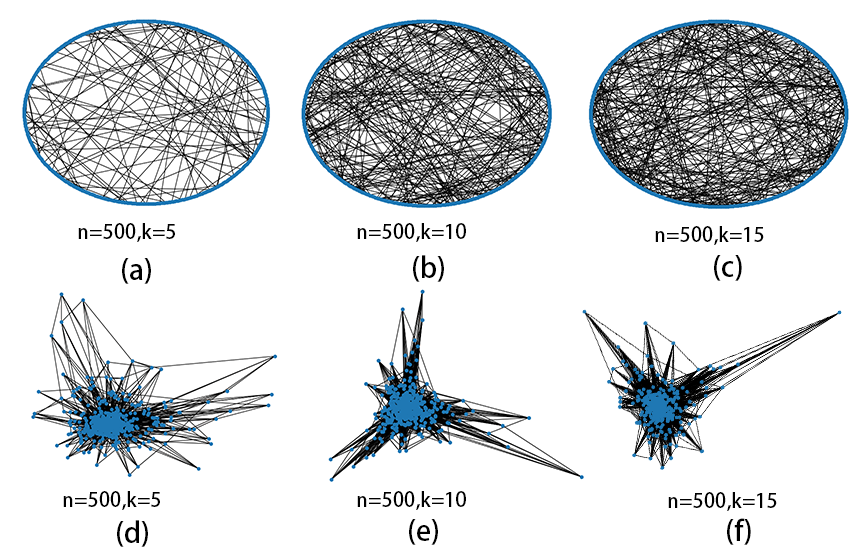 n=500,k=5
n=500,k=10
n=500,k=15
(a)
(b)
(c)
n=500,k=5
n=500,k=10
n=500,k=15
(d)
(e)
(f)